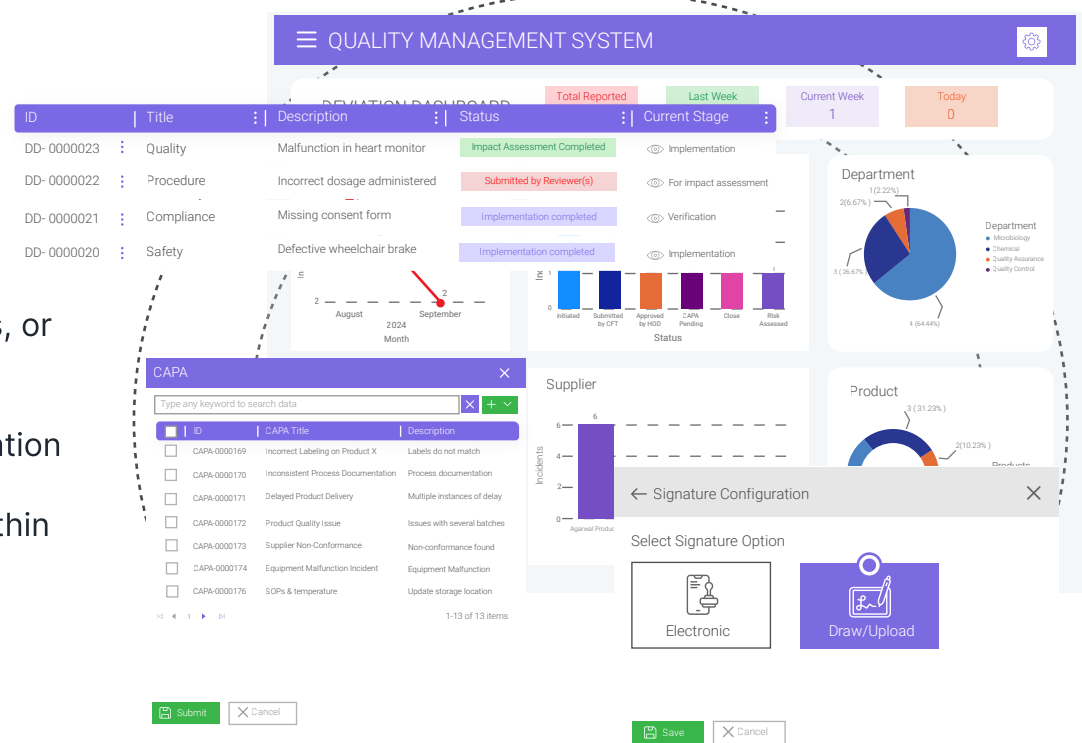 QUALITY MANAGEMENT SYSTEM
DEVIATION DASHBOARD
Total Reported
Last Week
Current Week
1
Today
0
ID Title Description Status Current Stage
DD- 0000023 Quality Malfunction in heart monitor Impact Assessment Completed Implementation
DD- 0000022 Procedure Incorrect dosage administered Submitted by Reviewer(s) For impact assessment
DD- 0000021 Compliance Missing consent form Implementation completed Verification
DD- 0000020 Safety Defective wheelchair brake Implementation completed Implementation
Department
1(2.22%)
2(6.67%)
3 ( 26.67%)
4 (64.44%)
Department
Microbiology
Chemical
Quality Assurance
Quality Control
2
2
August
September
2024
Month
1
0
initiated
Submitted by CFT
Approved by HOD
CAPA Pending
Close
Risk Assessed
Status
, or
ation
thin
CAPA
Type any keyword to search data
ID CAPA Title Description
CAPA-0000169 Incorrect Labeling on Product X Labels do not match
CAPA-0000170 Inconsistent Process Documentation Process documentation
CAPA-0000171 Delayed Product Delivery Multiple instances of delay
CAPA-0000172 Product Quality Issue Issues with several batches
CAPA-0000173 Supplier Non-Conformance Non-conformance found
CAPA-0000174 Equipment Malfunction Incident Equipment Malfunction
CAPA-0000176 SOPs & temperature Update storage location
1
1-13 of 13 items
Submit
Cancel
Supplier
6
6
4
2
0
Incidents
Agarwal Produc
Product
3 ( 31.23% )
2(10.23% )
Products
Signature Configuration
Select Signature Option
Electronic
Draw/Upload
Save
Cancel